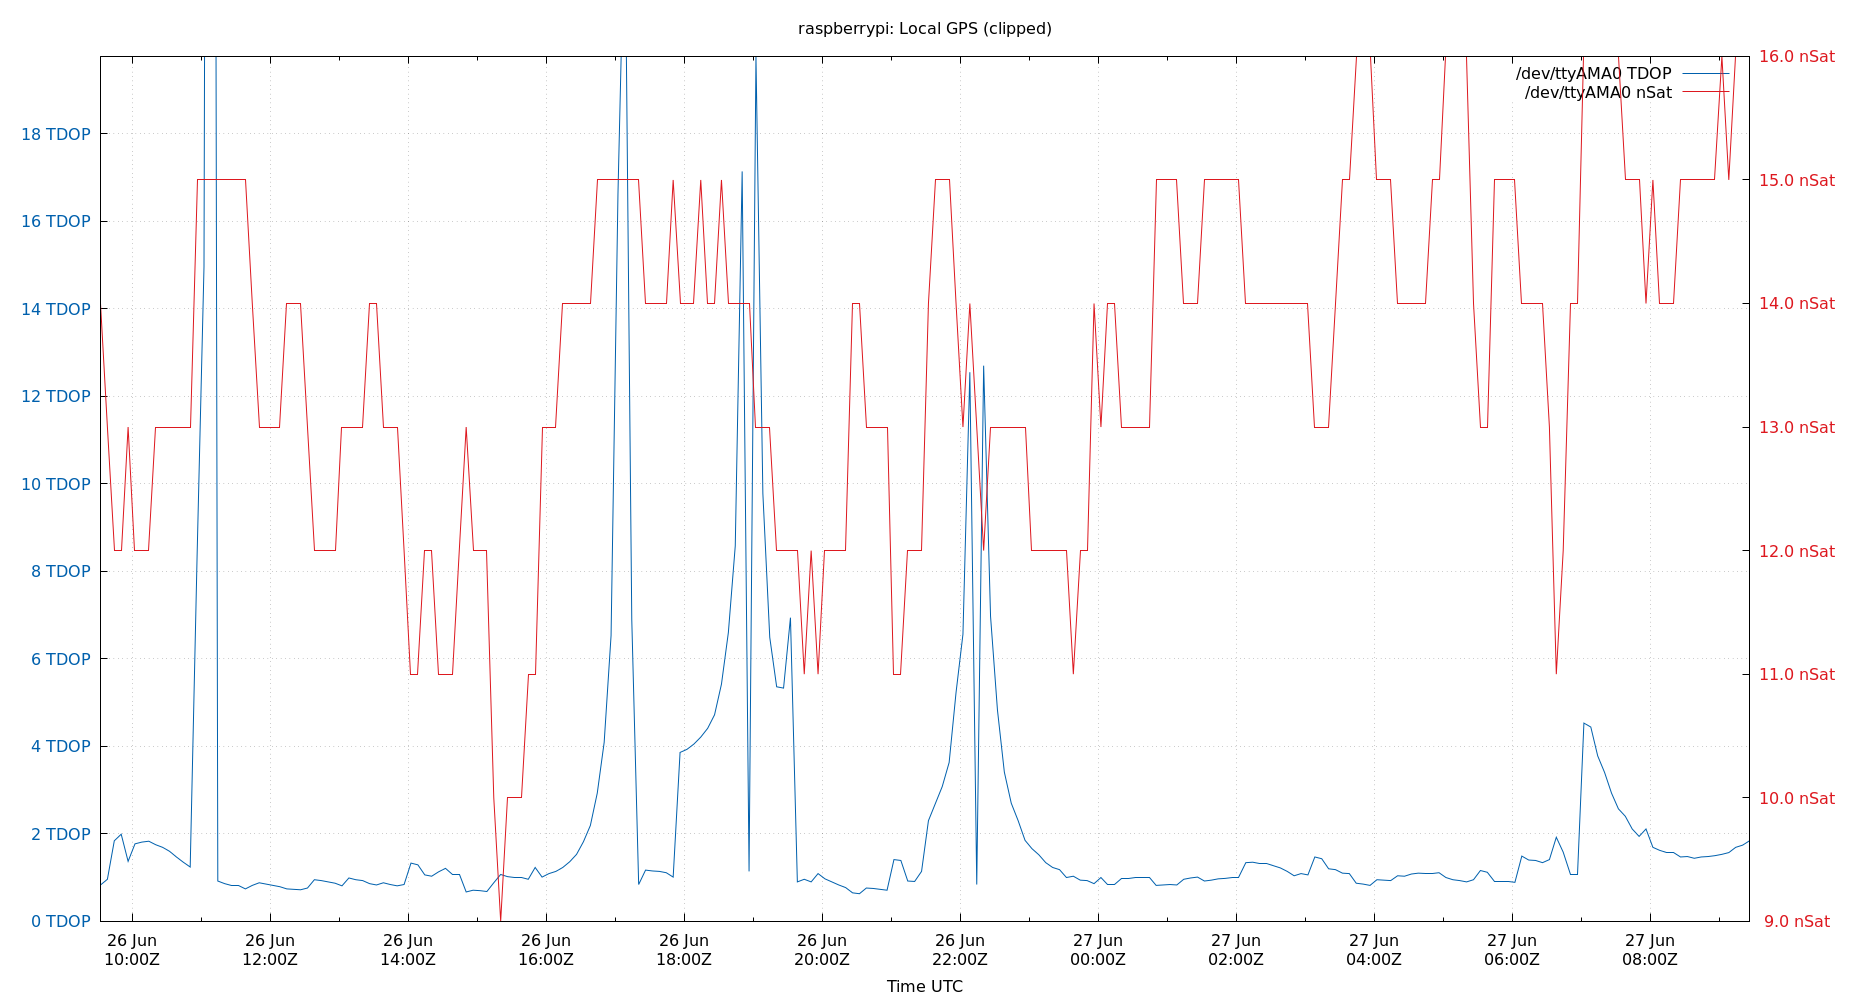 raspberrypi: Local GPS (clipped)
16.0 nSat
/dev/ttyAMA0 TDOP
/dev/ttyAMA0 nSat
18 TDOP
15.0 nSat
16 TDOP
14 TDOP
14.0 nSat
12 TDOP
13.0 nSat
10 TDOP
12.0 nSat
8 TDOP
6 TDOP
11.0 nSat
4 TDOP
10.0 nSat
2 TDOP
0 TDOP
9.0 nSat
26 Jun 26 Jun 26 Jun 26 Jun 26 Jun 26 Jun 26 Jun 27 Jun 27 Jun 27 Jun 27 Jun 27 Jun
10:00Z 12:00Z 14:00Z 16:00Z 18:00Z 20:00Z 22:00Z 00:00Z 02:00Z 04:00Z 06:00Z 08:00Z
Time UTC